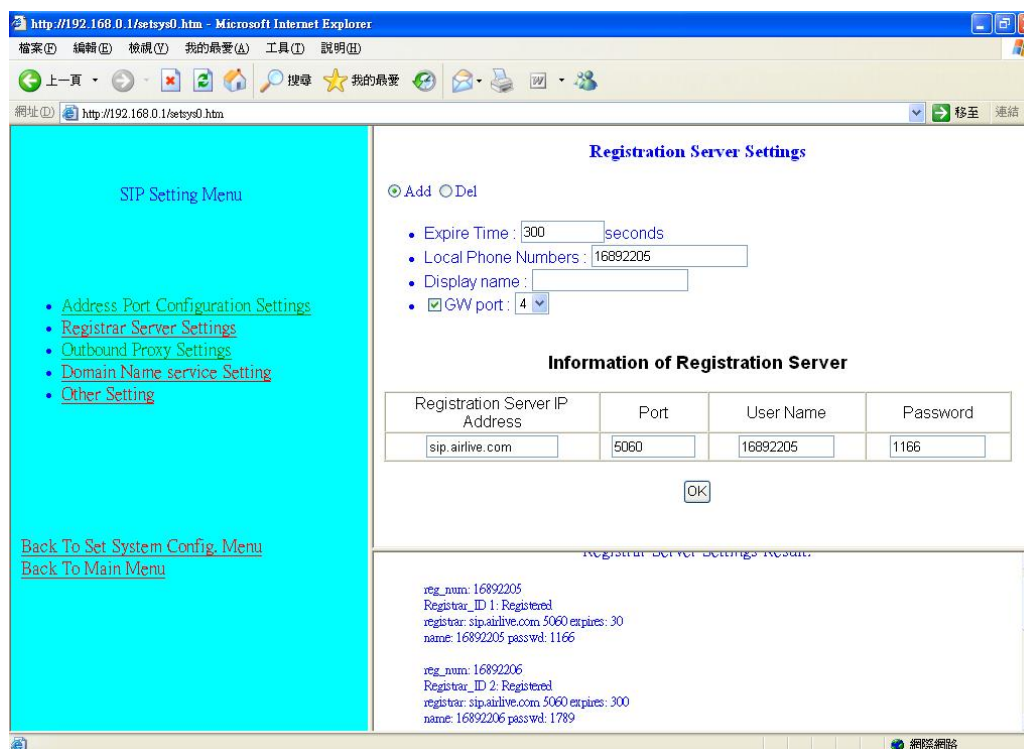 http://192.168.0.1/setsys0.htm - Microsoft Internet Explorer
檔案(F) 編輯(E) 檢視(V) 我的最愛(A) 工具(T) 說明(H)
上一頁 搜尋 我的最愛
網址(D) http://192.168.0.1/setsys0.htm 移至 連結
SIP Setting Menu
Address Port Configuration Settings
Registrar Server Settings
Outbound Proxy Settings
Domain Name service Setting
Other Setting
Back To Set System Config. Menu
Back To Main Menu
Registration Server Settings
Add Del
Expire Time : 300 seconds
Local Phone Numbers : 16892205
Display name :
GW port : 4
Information of Registration Server
Registration Server IP Address Port User Name Password
sip.airlive.com 5060 16892205 1166
OK
Registrar Server Settings Result:
reg_num: 16892205
Registrar_ID 1: Registered
registrar: sip.airlive.com 5060 expires: 30
name: 16892205 passwd: 1166
reg_num: 16892206
Registrar_ID 2: Registered
registrar: sip.airlive.com 5060 expires: 300
name: 16892206 passwd: 1789
網際網路